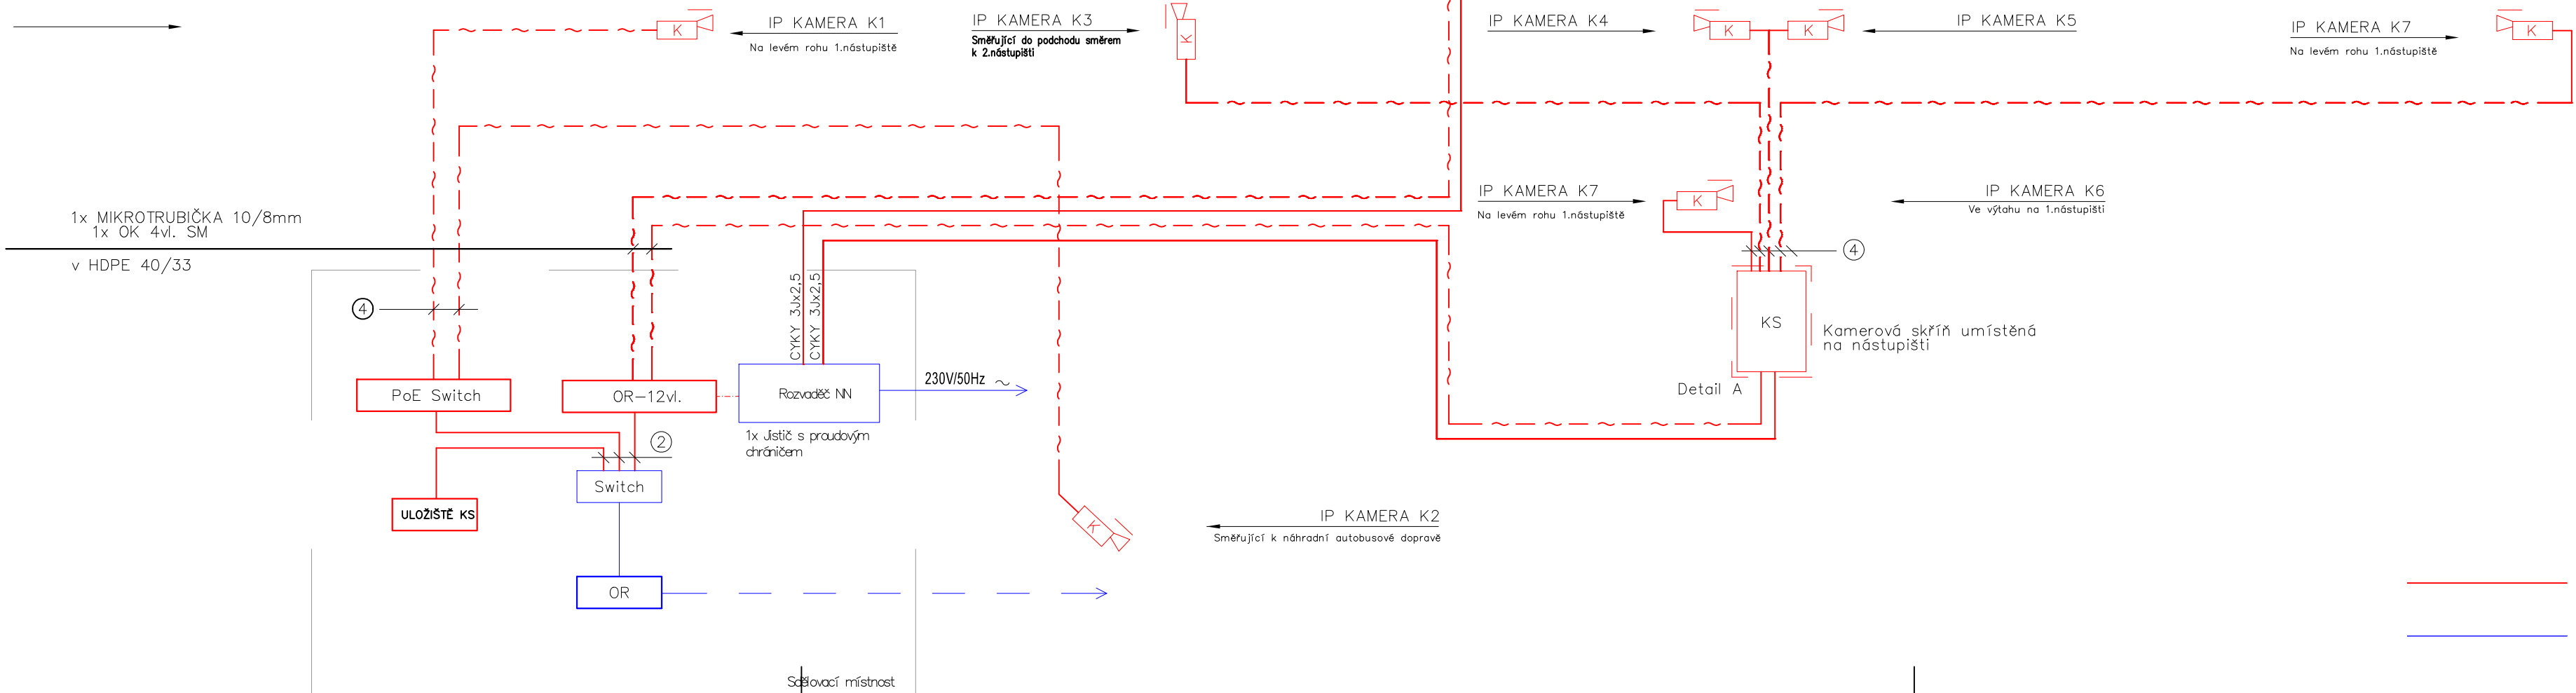 IP KAMERA K1
Na levém rohu 1.nástupiště
IP KAMERA K3
Směřující do podchodu směrem
k 2.nástupišti
IP KAMERA K4
IP KAMERA K5
IP KAMERA K7
Na levém rohu 1.nástupiště
K
K
K
K
K
1x MIKROTRUBIČKA 10/8mm
1x OK 4vl. SM
v HDPE 40/33
IP KAMERA K7
Na levém rohu 1.nástupiště
K
IP KAMERA K6
Ve výtahu na 1.nástupišti
4
4
CYKY 3Jx2,5
CYKY 3Jx2,5
KS
Kamerová skříň umístěná
na nástupišti
Detail A
PoE Switch
OR-12vl.
Rozvaděč NN
230V/50Hz ~
1x Jistič s proudovým
chráničem
2
Switch
ULOŽIŠTĚ KS
K
IP KAMERA K2
Směřující k náhradní autobusové dopravě
OR
Sdělovací místnost